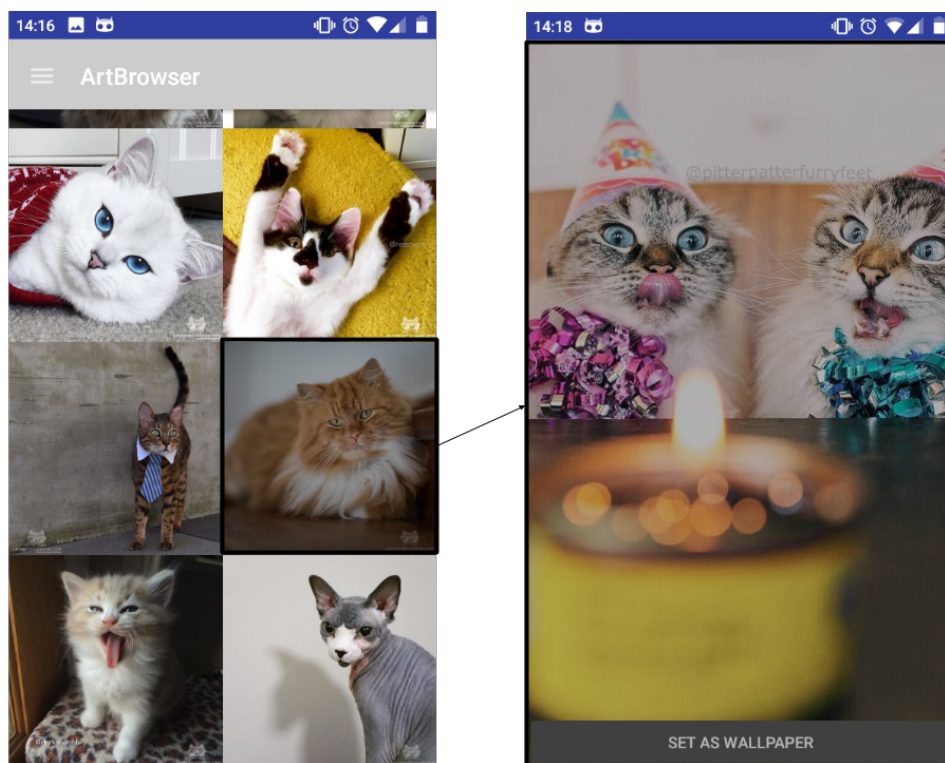 14:16
ArtBrowser
14:18
@pitterpatterfurryfeet
SET AS WALLPAPER